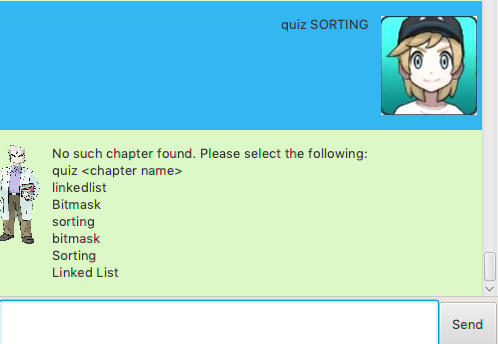 quiz SORTING
No such chapter found. Please select the following:
quiz <chapter name>
linkedlist
Bitmask
sorting
bitmask
Sorting
Linked List
Send